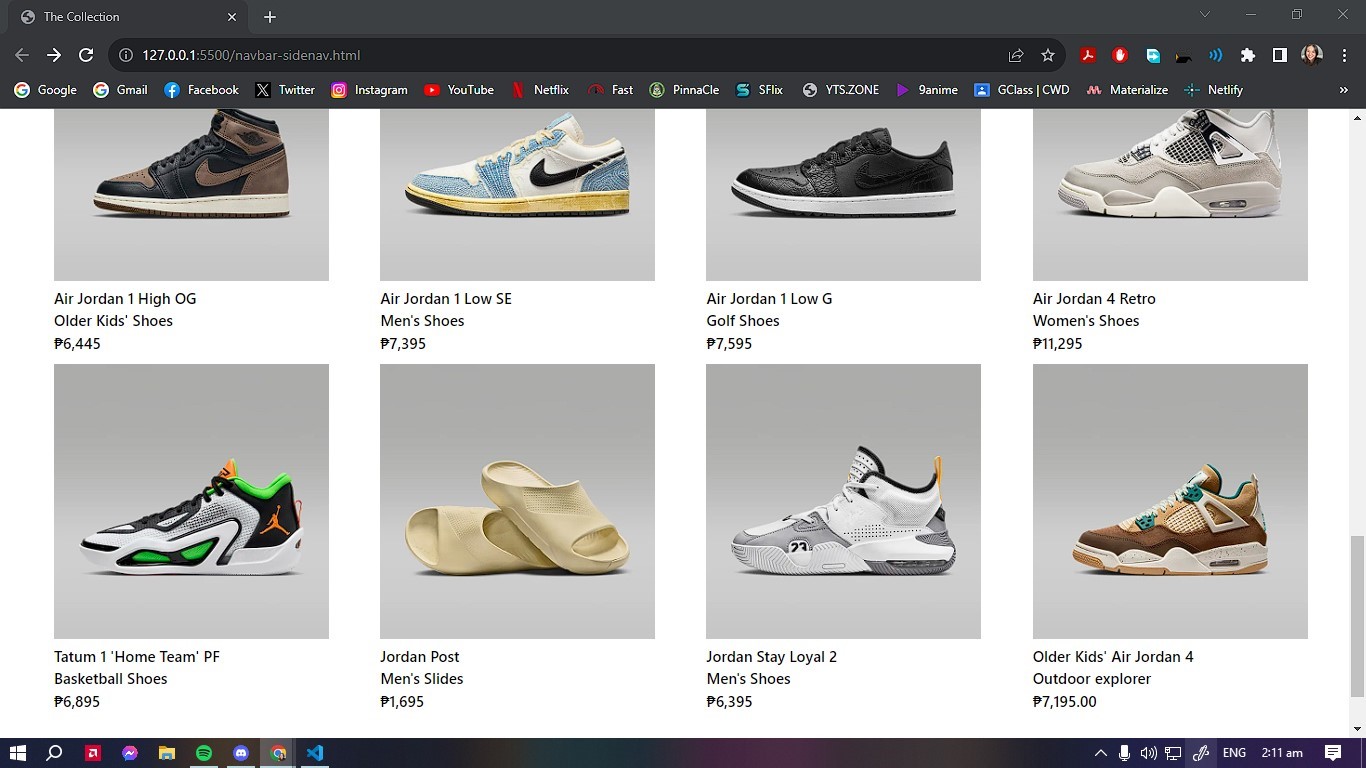 The Collection
127.0.0.1:5500/navbar-sidenav.html
Google Gmail Facebook Twitter Instagram YouTube Netflix Fast PinnaCle SFlix YTS.ZONE 9anime GClass | CWD Materialize Netlify »
Air Jordan 1 High OG
Older Kids' Shoes
₱6,445
Air Jordan 1 Low SE
Men's Shoes
₱7,395
Air Jordan 1 Low G
Golf Shoes
₱7,595
Air Jordan 4 Retro
Women's Shoes
₱11,295
23
Tatum 1 'Home Team' PF
Basketball Shoes
₱6,895
Jordan Post
Men's Slides
₱1,695
Jordan Stay Loyal 2
Men's Shoes
₱6,395
Older Kids' Air Jordan 4
Outdoor explorer
₱7,195.00
ENG 2:11 am